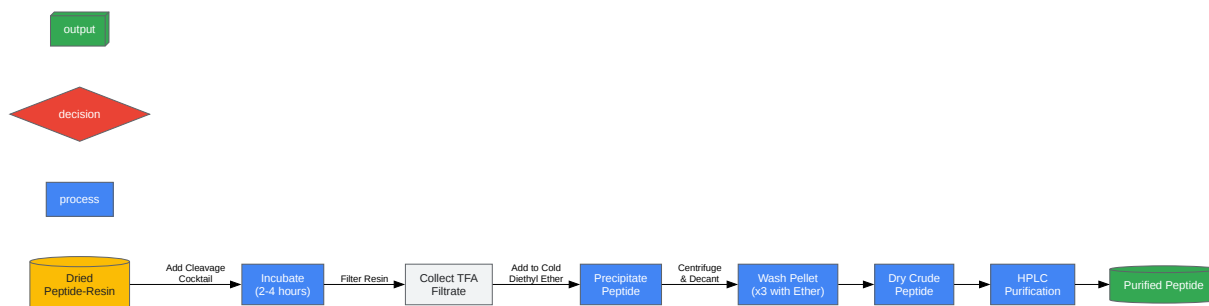 output
decision
process
Dried
Peptide-Resin
Add Cleavage
Cocktail
Incubate
(2-4 hours)
Filter Resin
Collect TFA
Filtrate
Add to Cold
Diethyl Ether
Precipitate
Peptide
Centrifuge
& Decant
Wash Pellet
(x3 with Ether)
Dry Crude
Peptide
HPLC
Purification
Purified Peptide